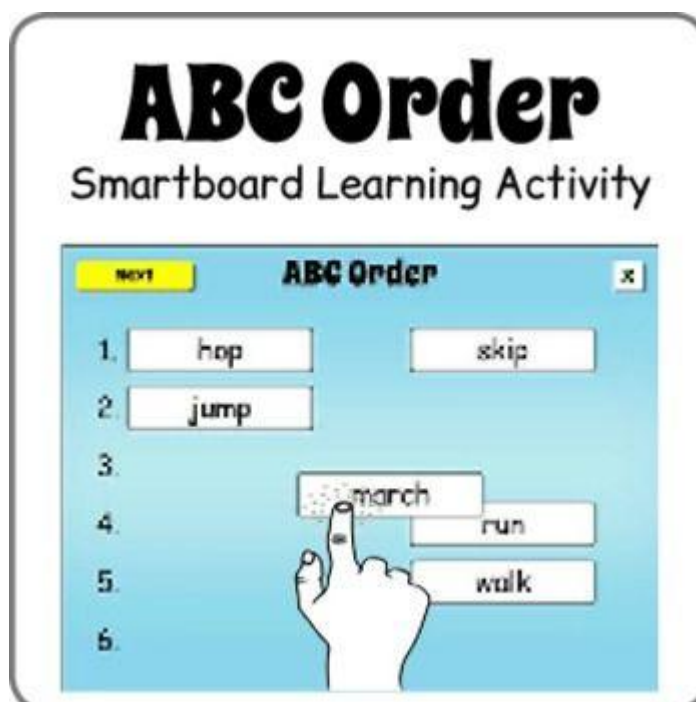 ABC Order
Smartboard Learning Activity
Next ABC Order X
1. hop skip
2. jump
3. march
4. run
5. walk
6.